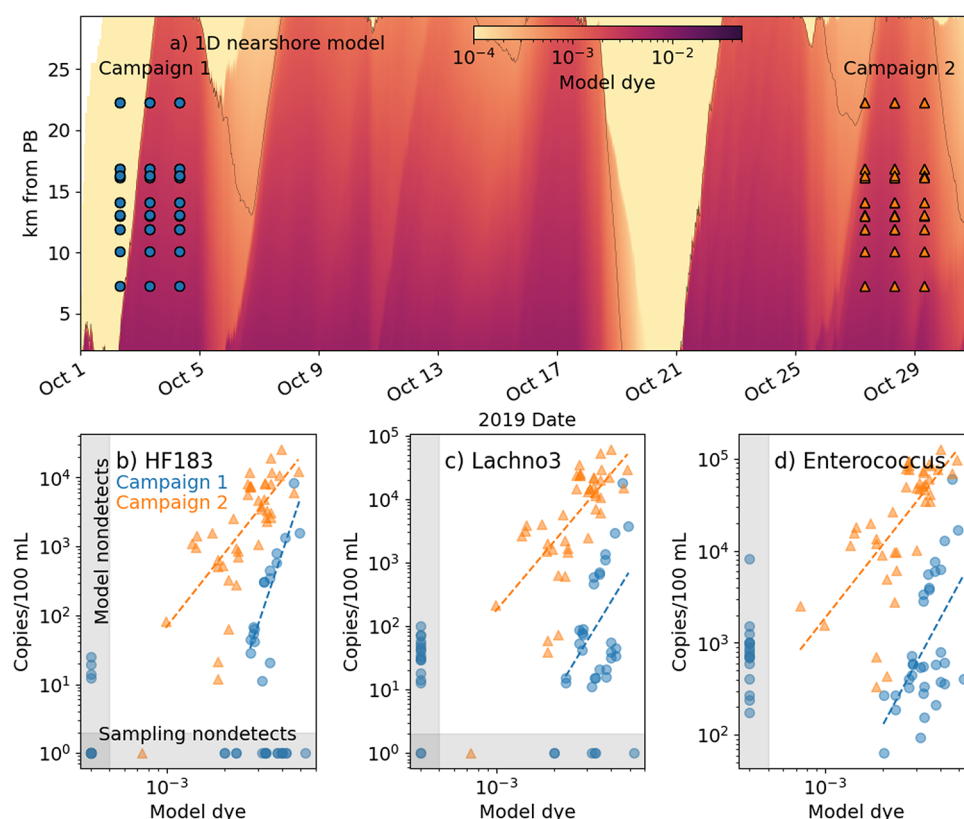 a) 1D nearshore model
Campaign 1
Campaign 2
10⁻⁴
10⁻³
10⁻²
Model dye
km from PB
25
20
15
10
5
Oct 1
Oct 5
Oct 9
Oct 13
Oct 17
Oct 21
Oct 25
Oct 29
2019 Date
b) HF183
Campaign 1
Campaign 2
Model nondetects
Sampling nondetects
Copies/100 mL
10⁴
10³
10²
10¹
10⁰
10⁻³
Model dye
c) Lachno3
Copies/100 mL
10⁵
10⁴
10³
10²
10¹
10⁰
10⁻³
Model dye
d) Enterococcus
Copies/100 mL
10⁵
10⁴
10³
10²
10⁻³
Model dye